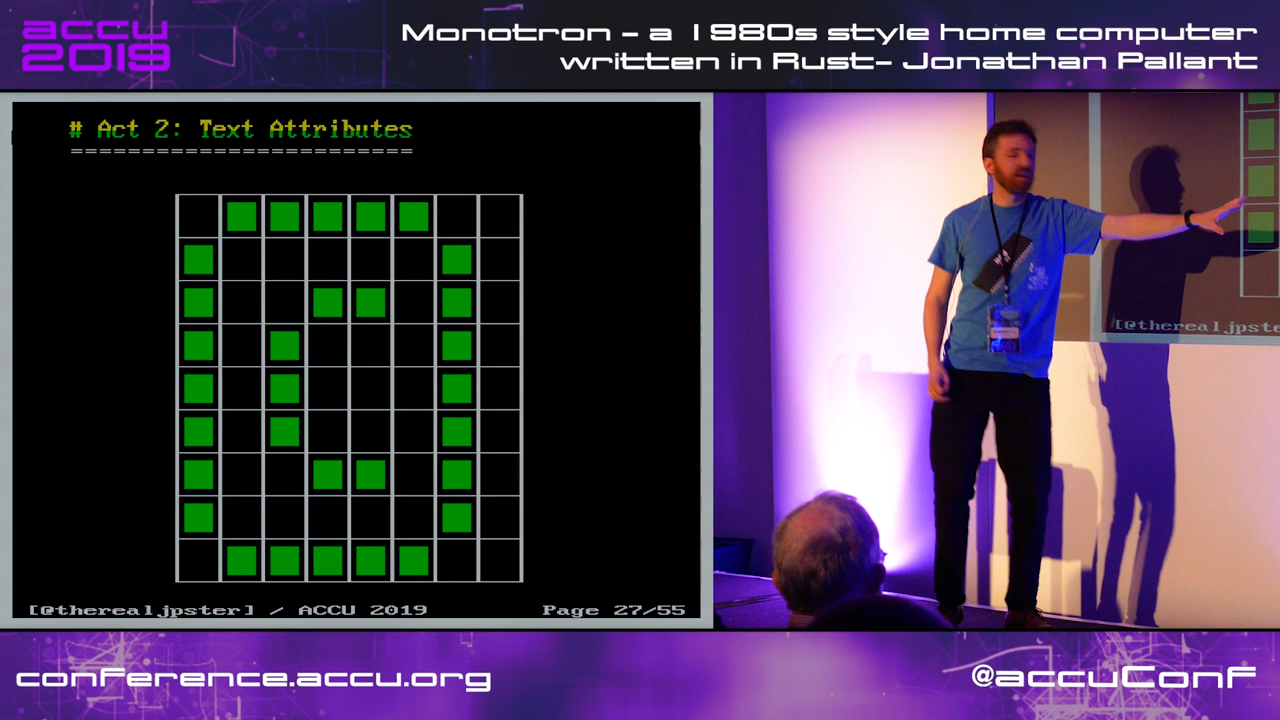 accu
2019
Monotron - a 1980s style home computer
written in Rust- Jonathan Pallant
# Act 2: Text Attributes
========================
[@therealjpster] / ACCU 2019
Page 27/55
[@therealjpste
conference.accu.org
@accuConf